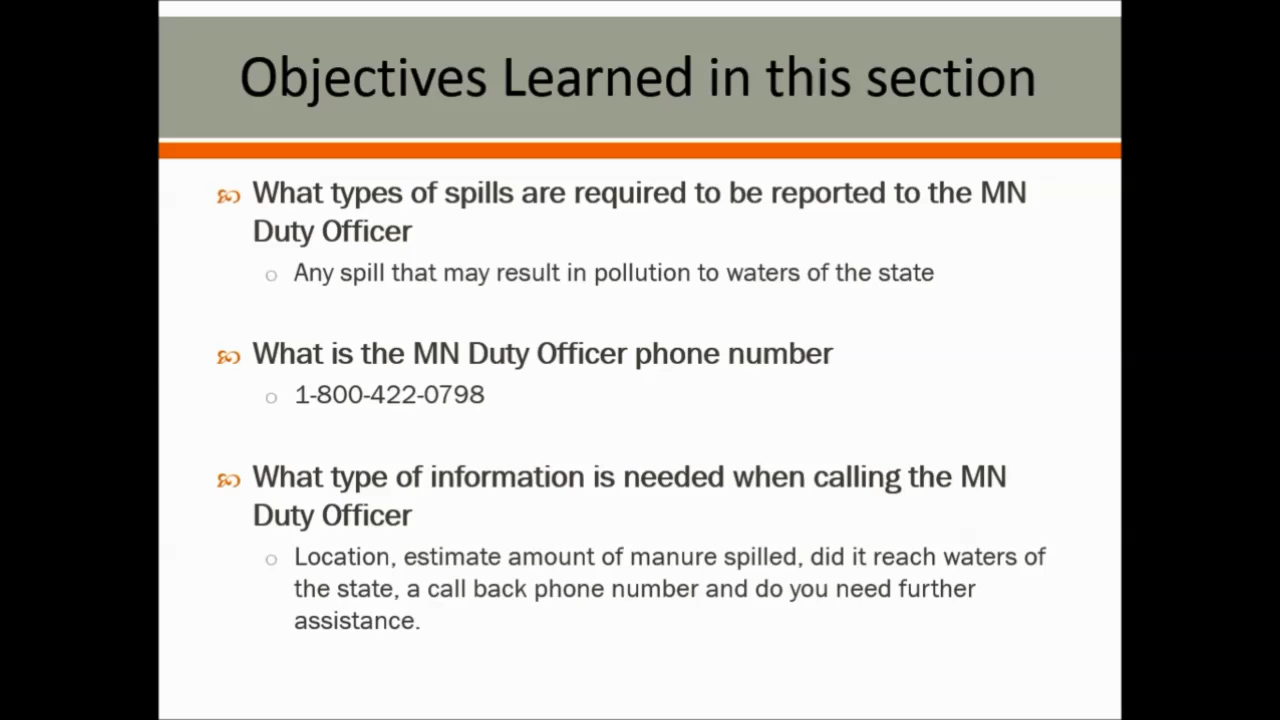 Objectives Learned in this section
What types of spills are required to be reported to the MN
Duty Officer
Any spill that may result in pollution to waters of the state
What is the MN Duty Officer phone number
1-800-422-0798
What type of information is needed when calling the MN
Duty Officer
Location, estimate amount of manure spilled, did it reach waters of
the state, a call back phone number and do you need further
assistance.